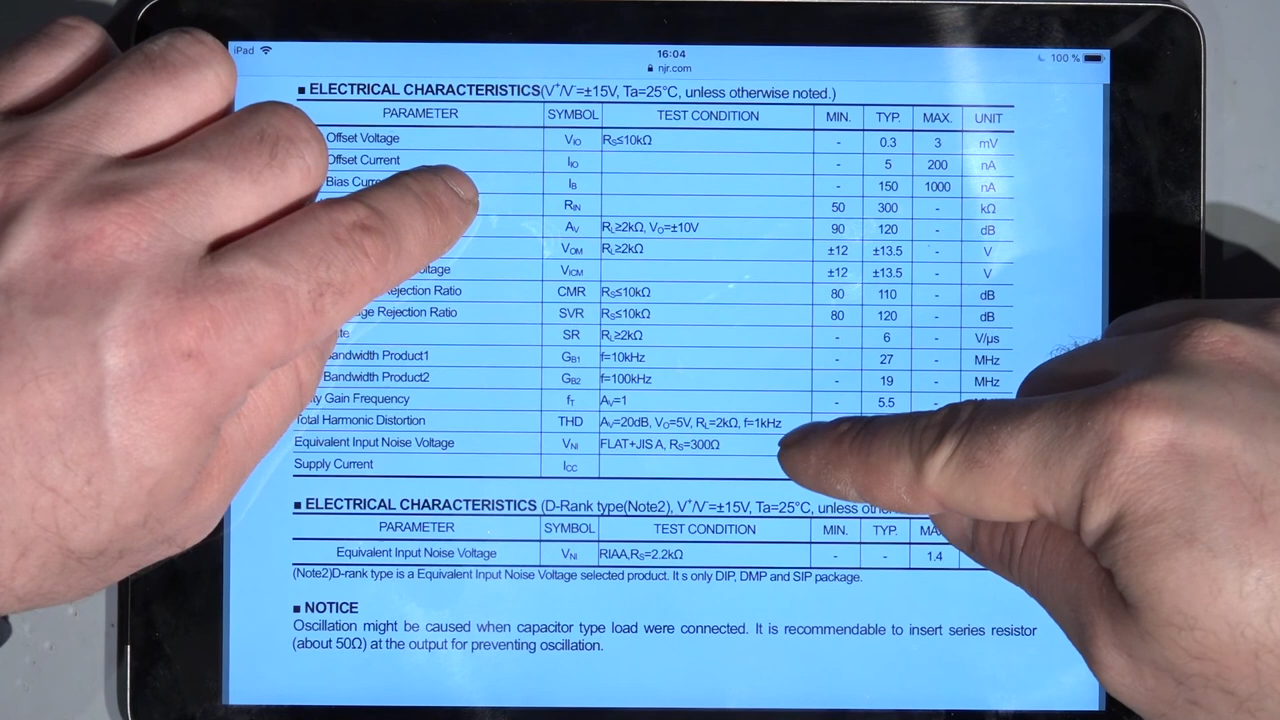 iPad 16:04 100 %
njr.com
■ ELECTRICAL CHARACTERISTICS(V+/V-=±15V, Ta=25°C, unless otherwise noted.)
PARAMETER SYMBOL TEST CONDITION MIN. TYP. MAX. UNIT
Offset Voltage VIO RS≤10kΩ - 0.3 3 mV
Offset Current IIO - 5 200 nA
Bias IB - 150 1000 nA
RIN 50 300 - kΩ
AV RL≥2kΩ, VO=±10V 90 120 - dB
VOM RL≥2kΩ ±12 ±13.5 - V
VICM ±12 ±13.5 - V
Ratio CMR RS≤10kΩ 80 110 - dB
Rejection Ratio SVR RS≤10kΩ 80 120 - dB
SR RL≥2kΩ - 6 - V/µs
Product1 GB1 f=10kHz - 27 - MHz
Bandwidth Product2 GB2 f=100kHz - 19 - MHz
Gain Frequency fT AV=1 - 5.5 -
Total Harmonic Distortion THD AV=20dB, VO=5V, RL=2kΩ, f=1kHz
Equivalent Input Noise Voltage VNI FLAT+JIS A, RS=300Ω
Supply Current ICC
■ ELECTRICAL CHARACTERISTICS (D-Rank type(Note2), V+/V-=±15V, Ta=25°C, unless
PARAMETER SYMBOL TEST CONDITION MIN. TYP.
Equivalent Input Noise Voltage VNI RIAA,RS=2.2kΩ - - 1.4
(Note2)D-rank type is a Equivalent Input Noise Voltage selected product. It s only DIP, DMP and SIP package.
■ NOTICE
Oscillation might be caused when capacitor type load were connected. It is recommendable to insert series resistor
(about 50Ω) at the output for preventing oscillation.